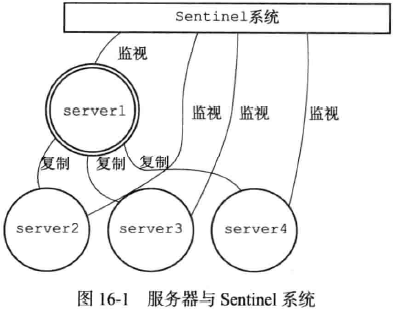 Sentinel系统
监视
server1
监视
监视
监视
复制
复制
复制
server2
server3
server4
图 16-1 服务器与 Sentinel 系统